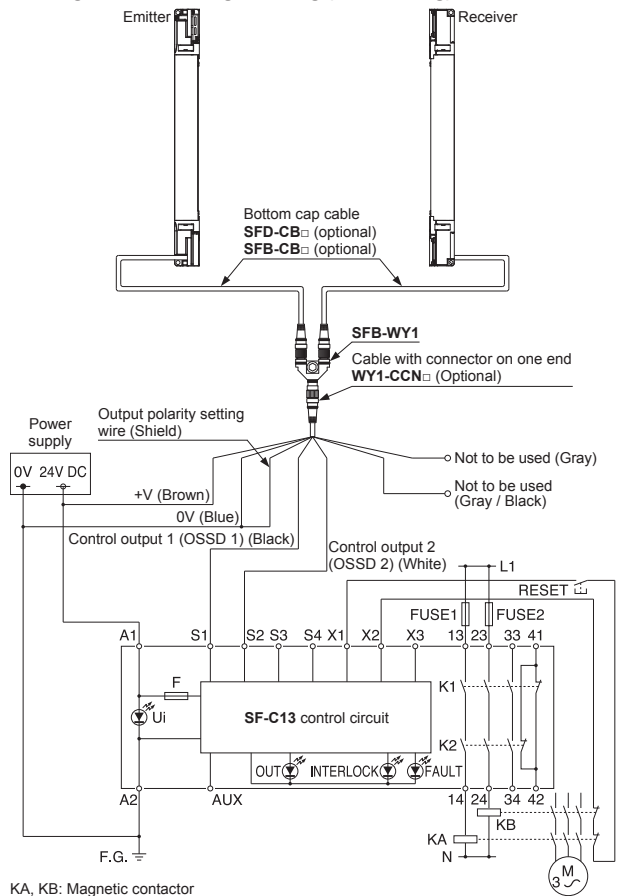 Emitter
Receiver
Bottom cap cable
SFD-CB□ (optional)
SFB-CB□ (optional)
SFB-WY1
Cable with connector on one end
WY1-CCN□ (Optional)
Output polarity setting
wire (Shield)
Power
supply
0V 24V DC
Not to be used (Gray)
Not to be used
(Gray / Black)
+V (Brown)
0V (Blue)
Control output 1 (OSSD 1) (Black)
Control output 2
(OSSD 2) (White)
L1
RESET
FUSE1 FUSE2
A1 S1 S2 S3 S4 X1 X2 X3 13 23 33 41
F
K1
Ui
SF-C13 control circuit
K2
OUT INTERLOCK FAULT
A2 AUX 14 24 34 42
KB
KA
F.G.
N
M
3
KA, KB: Magnetic contactor